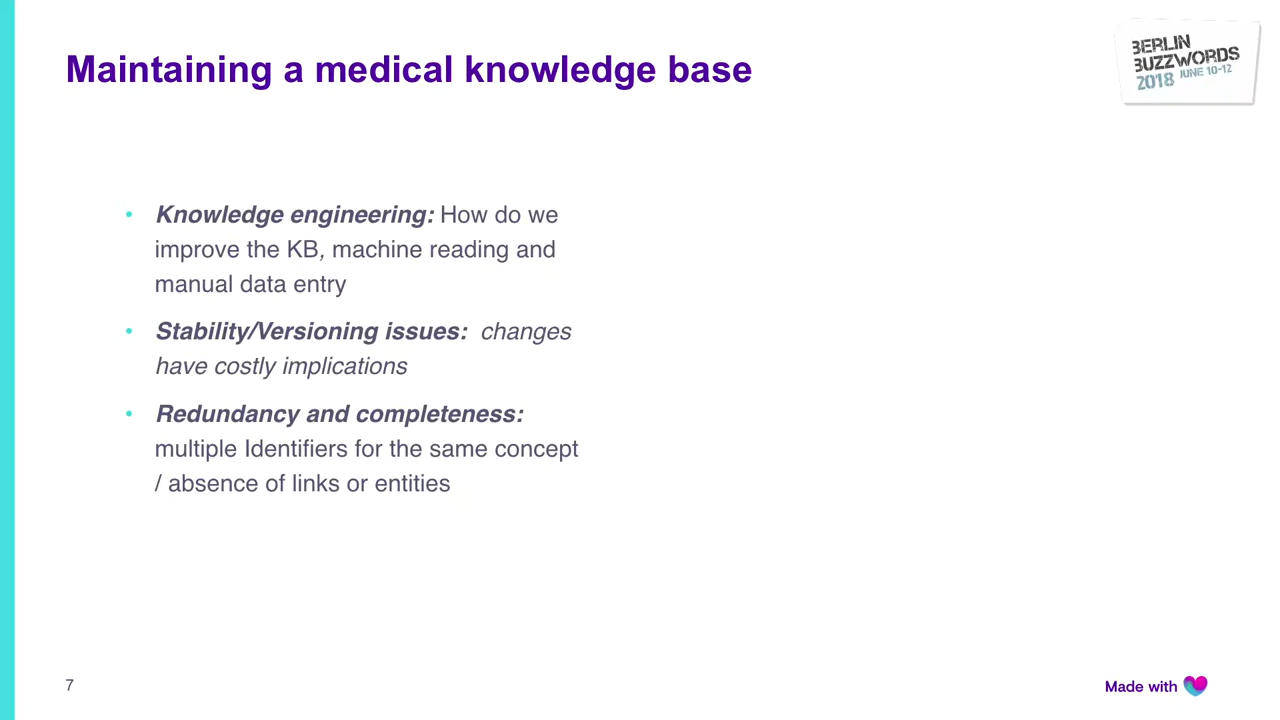 Maintaining a medical knowledge base
BERLIN
BUZZWORDS
2018 JUNE 10-12
• Knowledge engineering: How do we
improve the KB, machine reading and
manual data entry
• Stability/Versioning issues:  changes
have costly implications
• Redundancy and completeness:
multiple Identifiers for the same concept
/ absence of links or entities
7
Made with